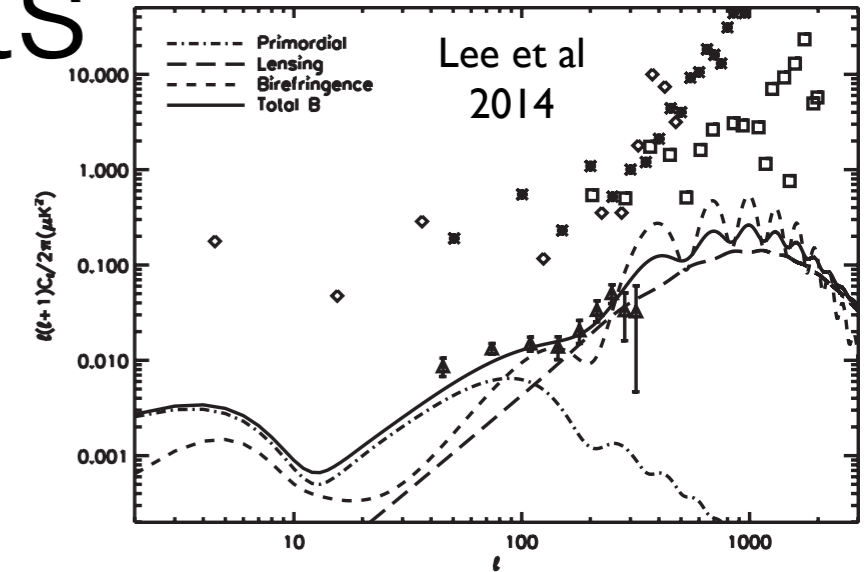 Lee et al
2014
Primordial
Lensing
Birefringence
Total B
10.000
1.000
0.100
0.010
0.001
ℓ(ℓ+1)Cℓ/2π(μK²)
10
100
1000
ℓ